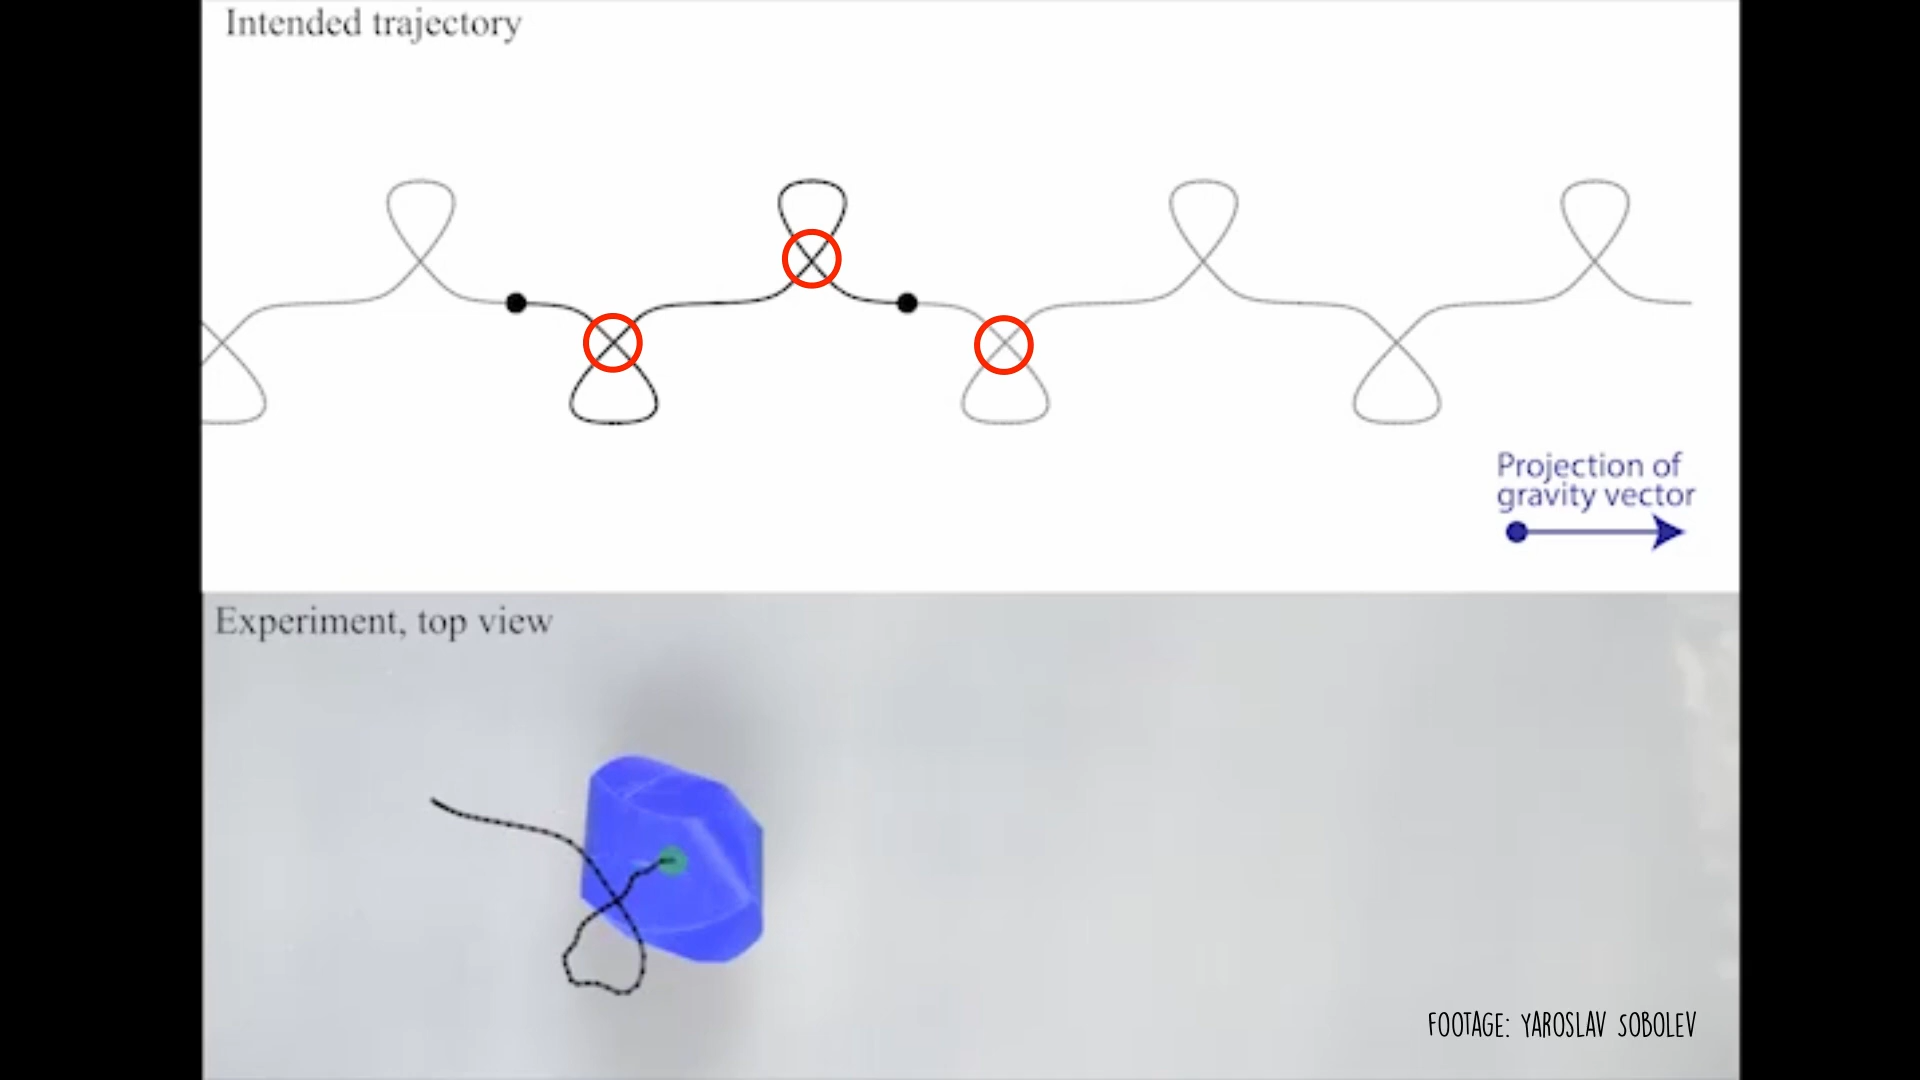 Intended trajectory
Projection of
gravity vector
Experiment, top view
FOOTAGE: YAROSLAV SOBOLEV